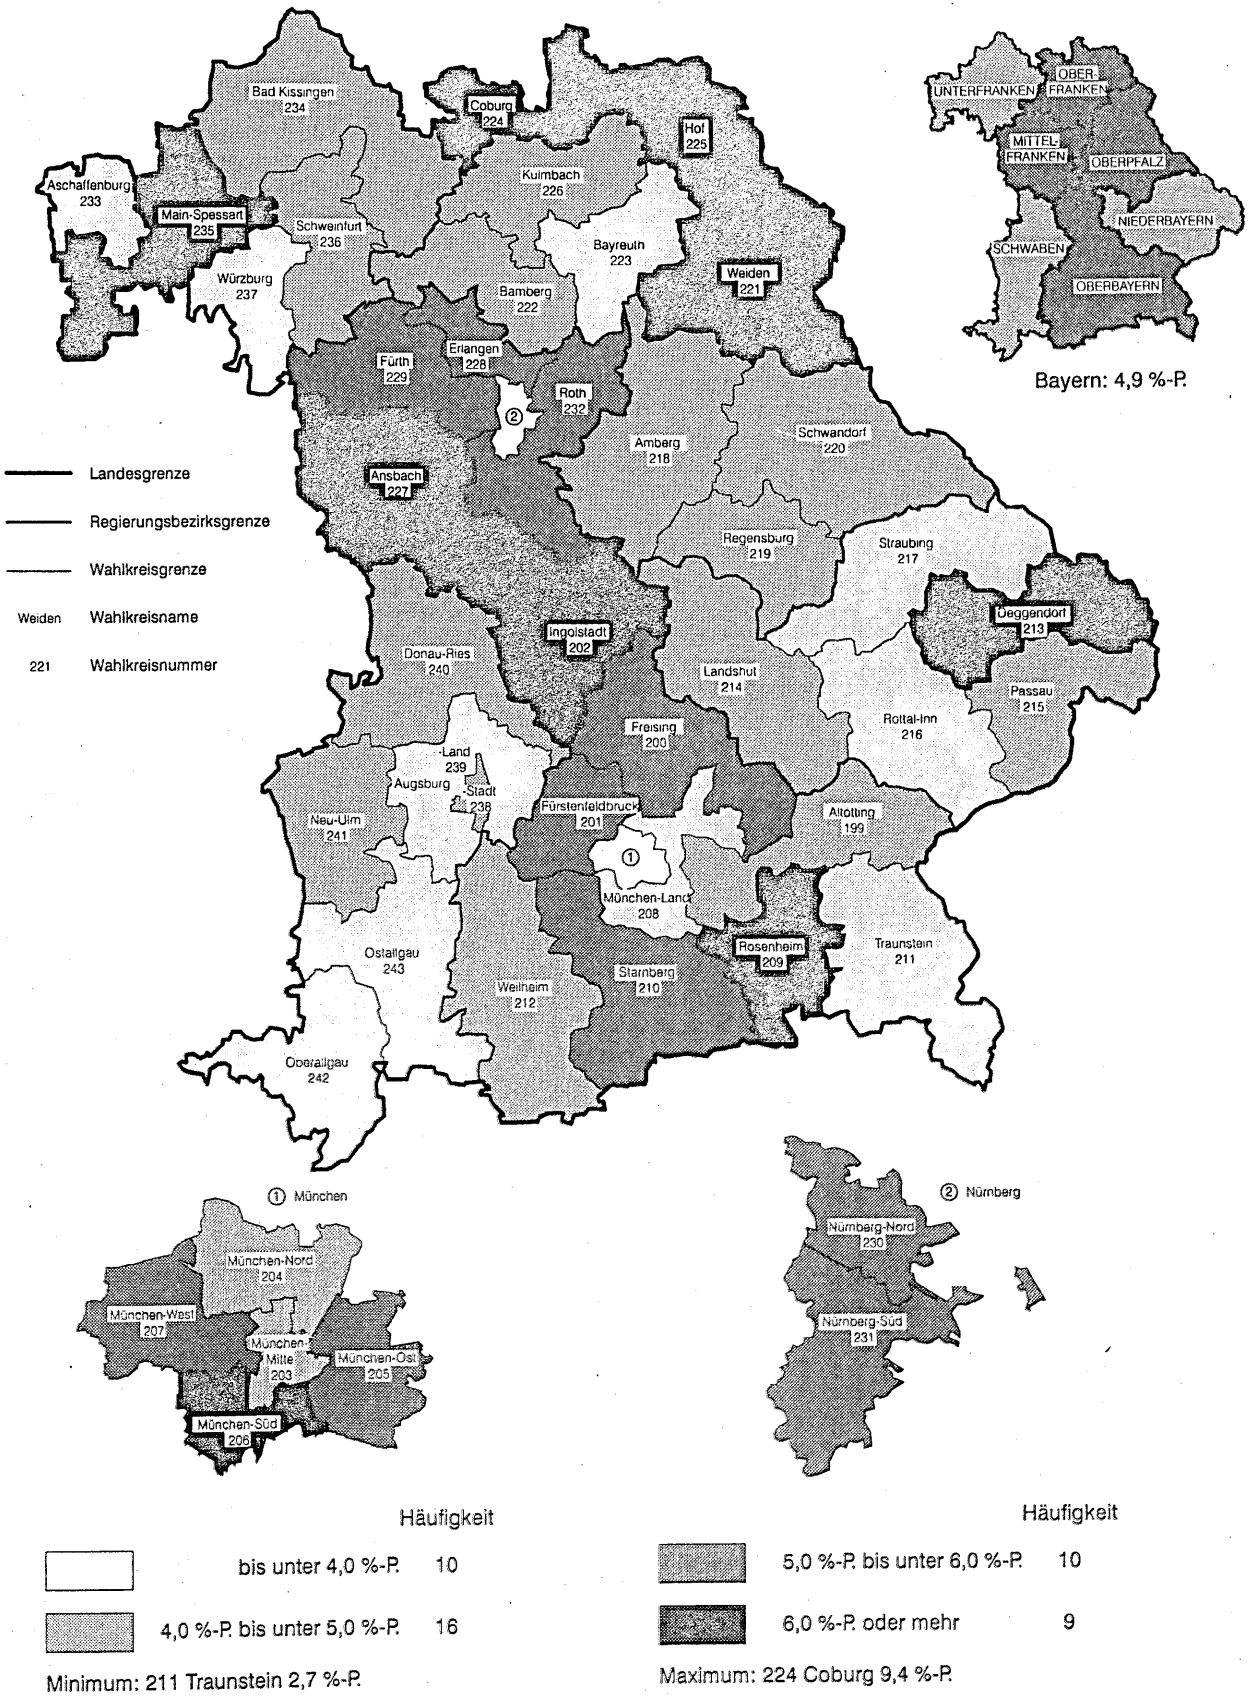 Bad Kissingen
234
Coburg
224
Hof
225
Kulmbach
226
Aschaffenburg
233
Main-Spessart
235
Schweinfurt
236
Bayreuth
223
Würzburg
237
Weiden
221
Bamberg
222
Fürth
229
Erlangen
228
Roth
232
②
Amberg
218
Schwandorf
220
Ansbach
227
Regensburg
219
Straubing
217
Deggendorf
213
Ingolstadt
202
Donau-Ries
240
Landshut
214
Passau
215
Rottal-Inn
216
Freising
200
-Land
239
Augsburg
-Stadt
238
Fürstenfeldbruck
201
Altötting
199
Neu-Ulm
241
①
München-Land
208
Rosenheim
209
Traunstein
211
Ostallgäu
243
Weilheim
212
Starnberg
210
Oberallgäu
242
UNTERFRANKEN
OBER-
FRANKEN
MITTEL-
FRANKEN
OBERPFALZ
NIEDERBAYERN
SCHWABEN
OBERBAYERN
Bayern: 4,9 %-P.
Landesgrenze
Regierungsbezirksgrenze
Wahlkreisgrenze
Weiden Wahlkreisname
221 Wahlkreisnummer
① München
München-Nord
204
München-West
207
München-
Mitte
203
München-Ost
205
München-Süd
206
② Nürnberg
Nürnberg-Nord
230
Nürnberg-Süd
231
Häufigkeit
bis unter 4,0 %-P. 10
4,0 %-P. bis unter 5,0 %-P. 16
Minimum: 211 Traunstein 2,7 %-P.
Häufigkeit
5,0 %-P. bis unter 6,0 %-P. 10
6,0 %-P. oder mehr 9
Maximum: 224 Coburg 9,4 %-P.